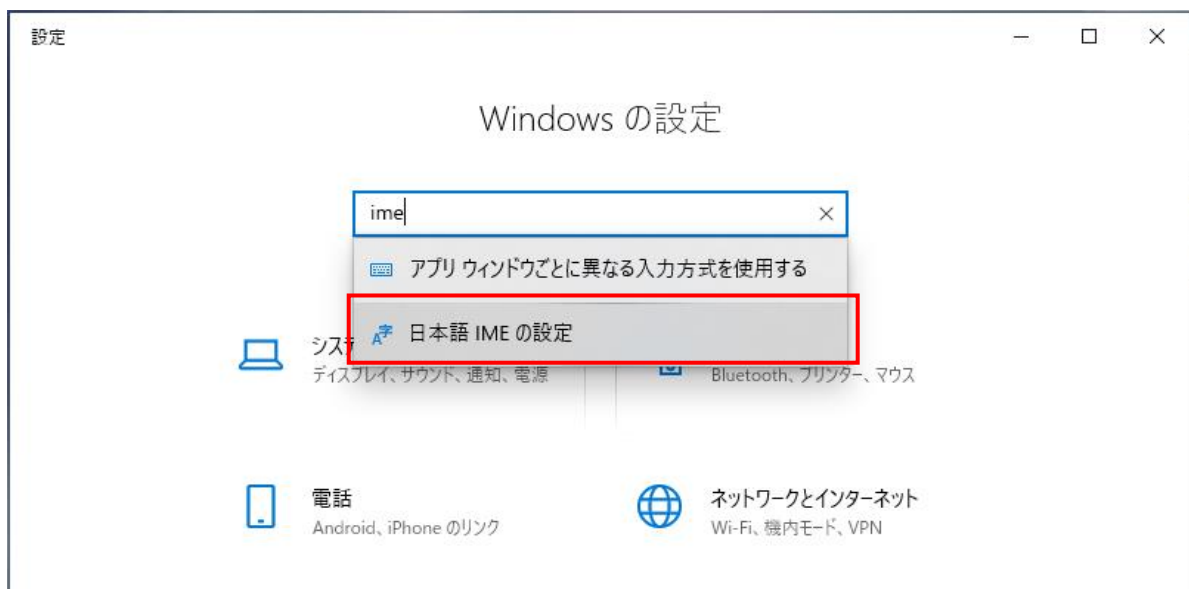 設定
Windows の設定
ime
アプリ ウィンドウごとに異なる入力方式を使用する
日本語 IME の設定
システ
ディスプレイ、サウンド、通知、電源
Bluetooth、プリンター、マウス
電話
Android、iPhone のリンク
ネットワークとインターネット
Wi-Fi、機内モード、VPN